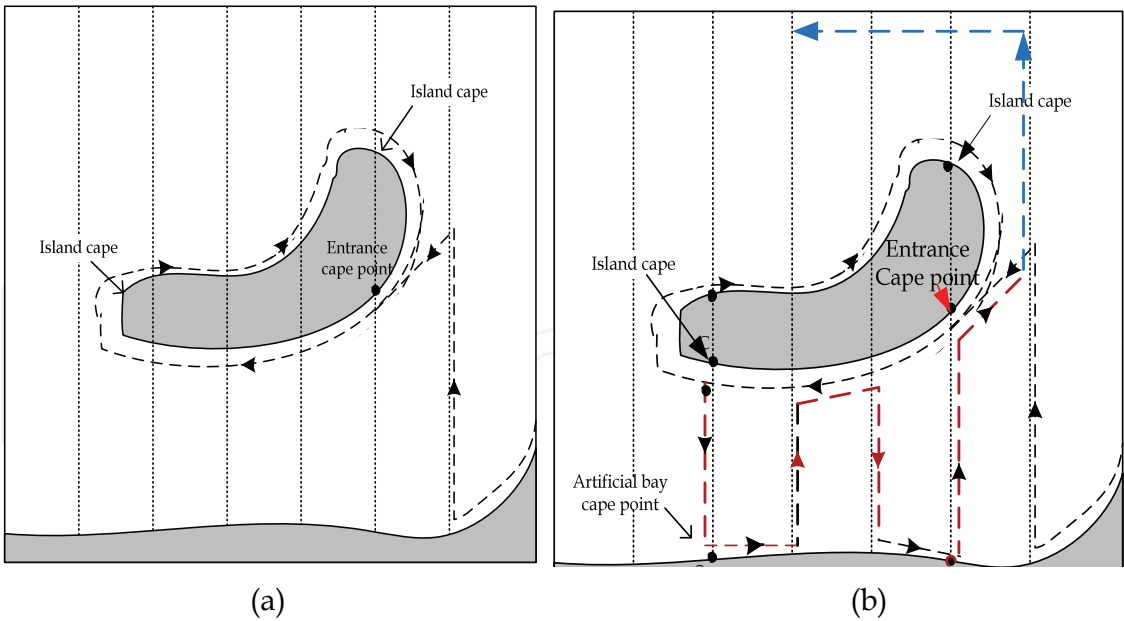 Island cape
Island cape
Entrance
cape point
(a)
Island cape
Island cape
Entrance
Cape point
C
Artificial bay
cape point
(b)